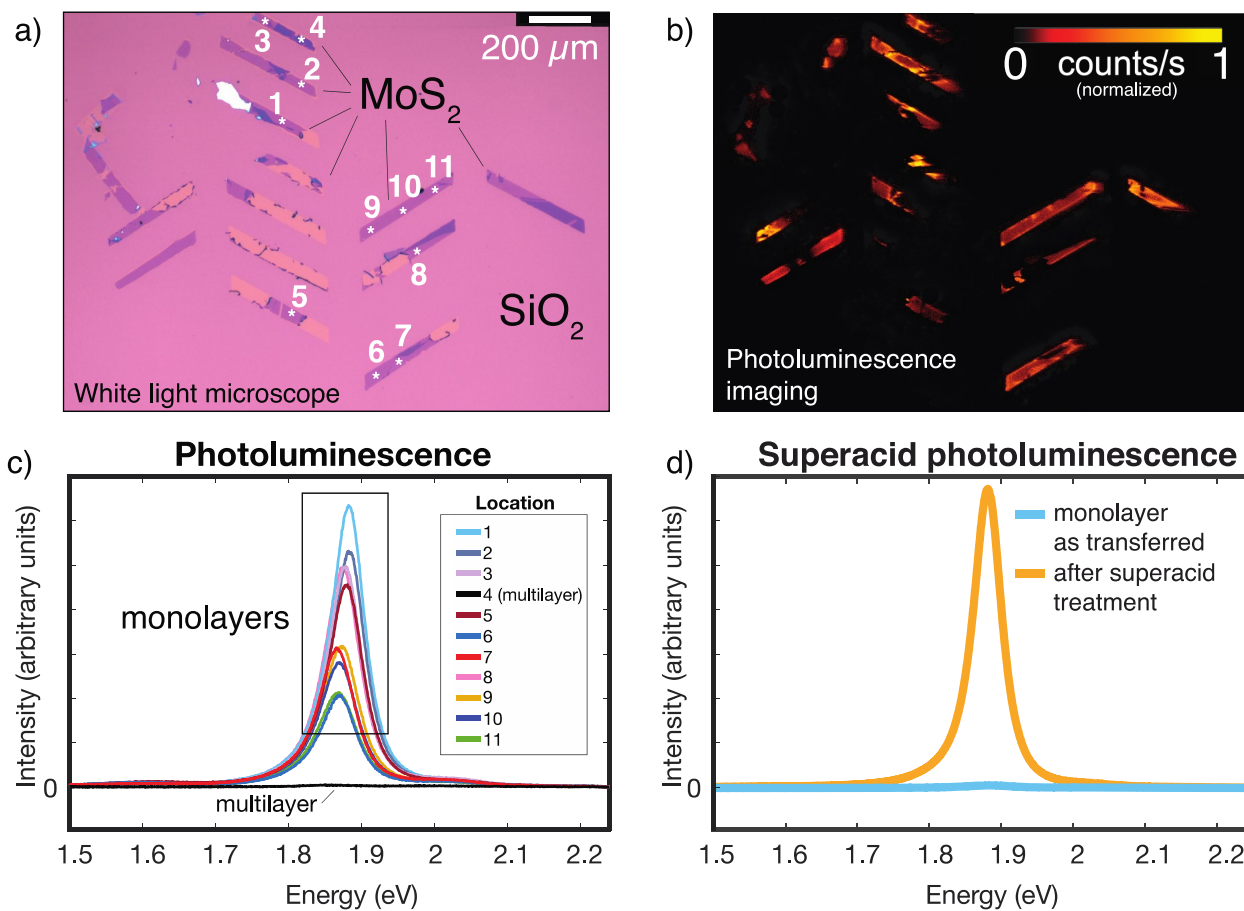 a)
3
4
200 µm
2
MoS2
1
11
10
9
8
5
SiO2
7
6
White light microscope
b)
0 counts/s 1
(normalized)
Photoluminescence
imaging
c)
Photoluminescence
Intensity (arbitrary units)
0
monolayers
Location
1
2
3
4 (multilayer)
5
6
7
8
9
10
11
multilayer
1.5 1.6 1.7 1.8 1.9 2 2.1 2.2
Energy (eV)
d)
Superacid photoluminescence
Intensity (arbitrary units)
0
monolayer
as transferred
after superacid
treatment
1.5 1.6 1.7 1.8 1.9 2 2.1 2.2
Energy (eV)